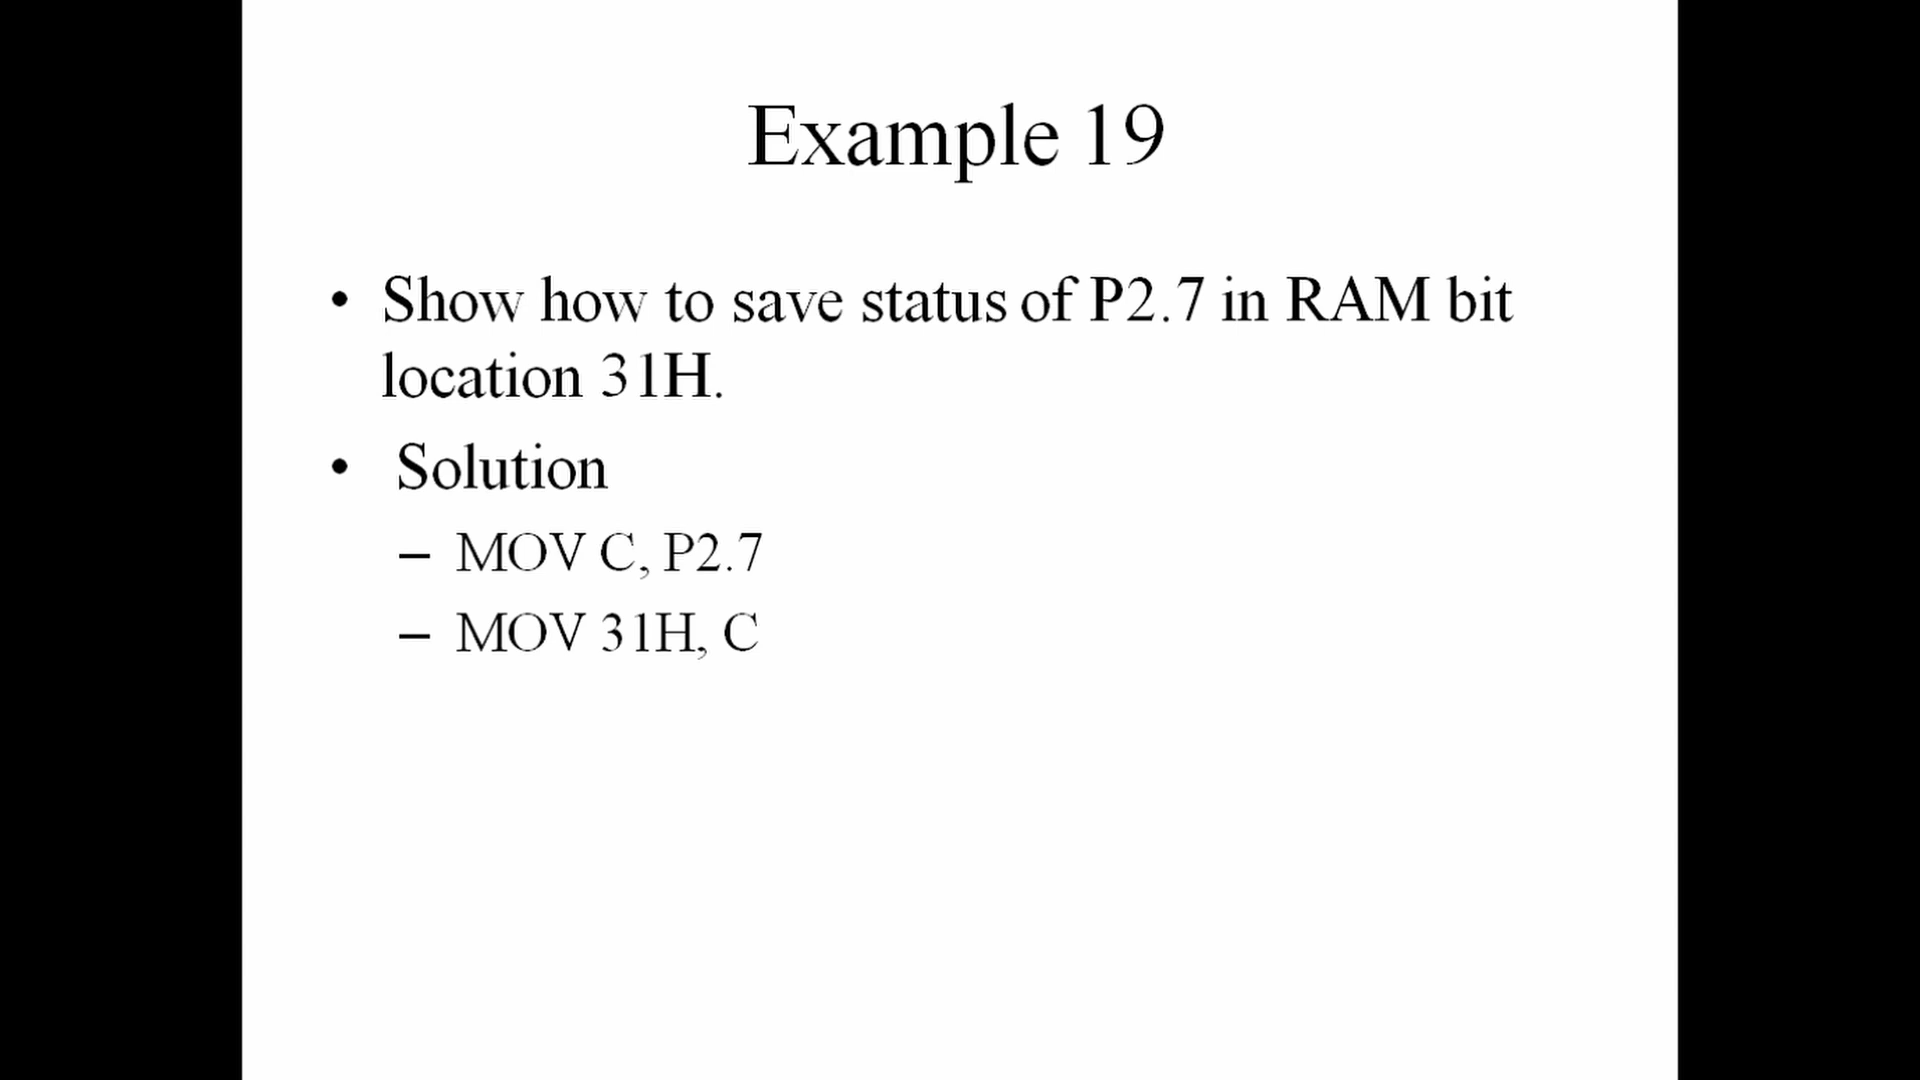 Example 19
• Show how to save status of P2.7 in RAM bit
location 31H.
• Solution
– MOV C, P2.7
– MOV 31H, C